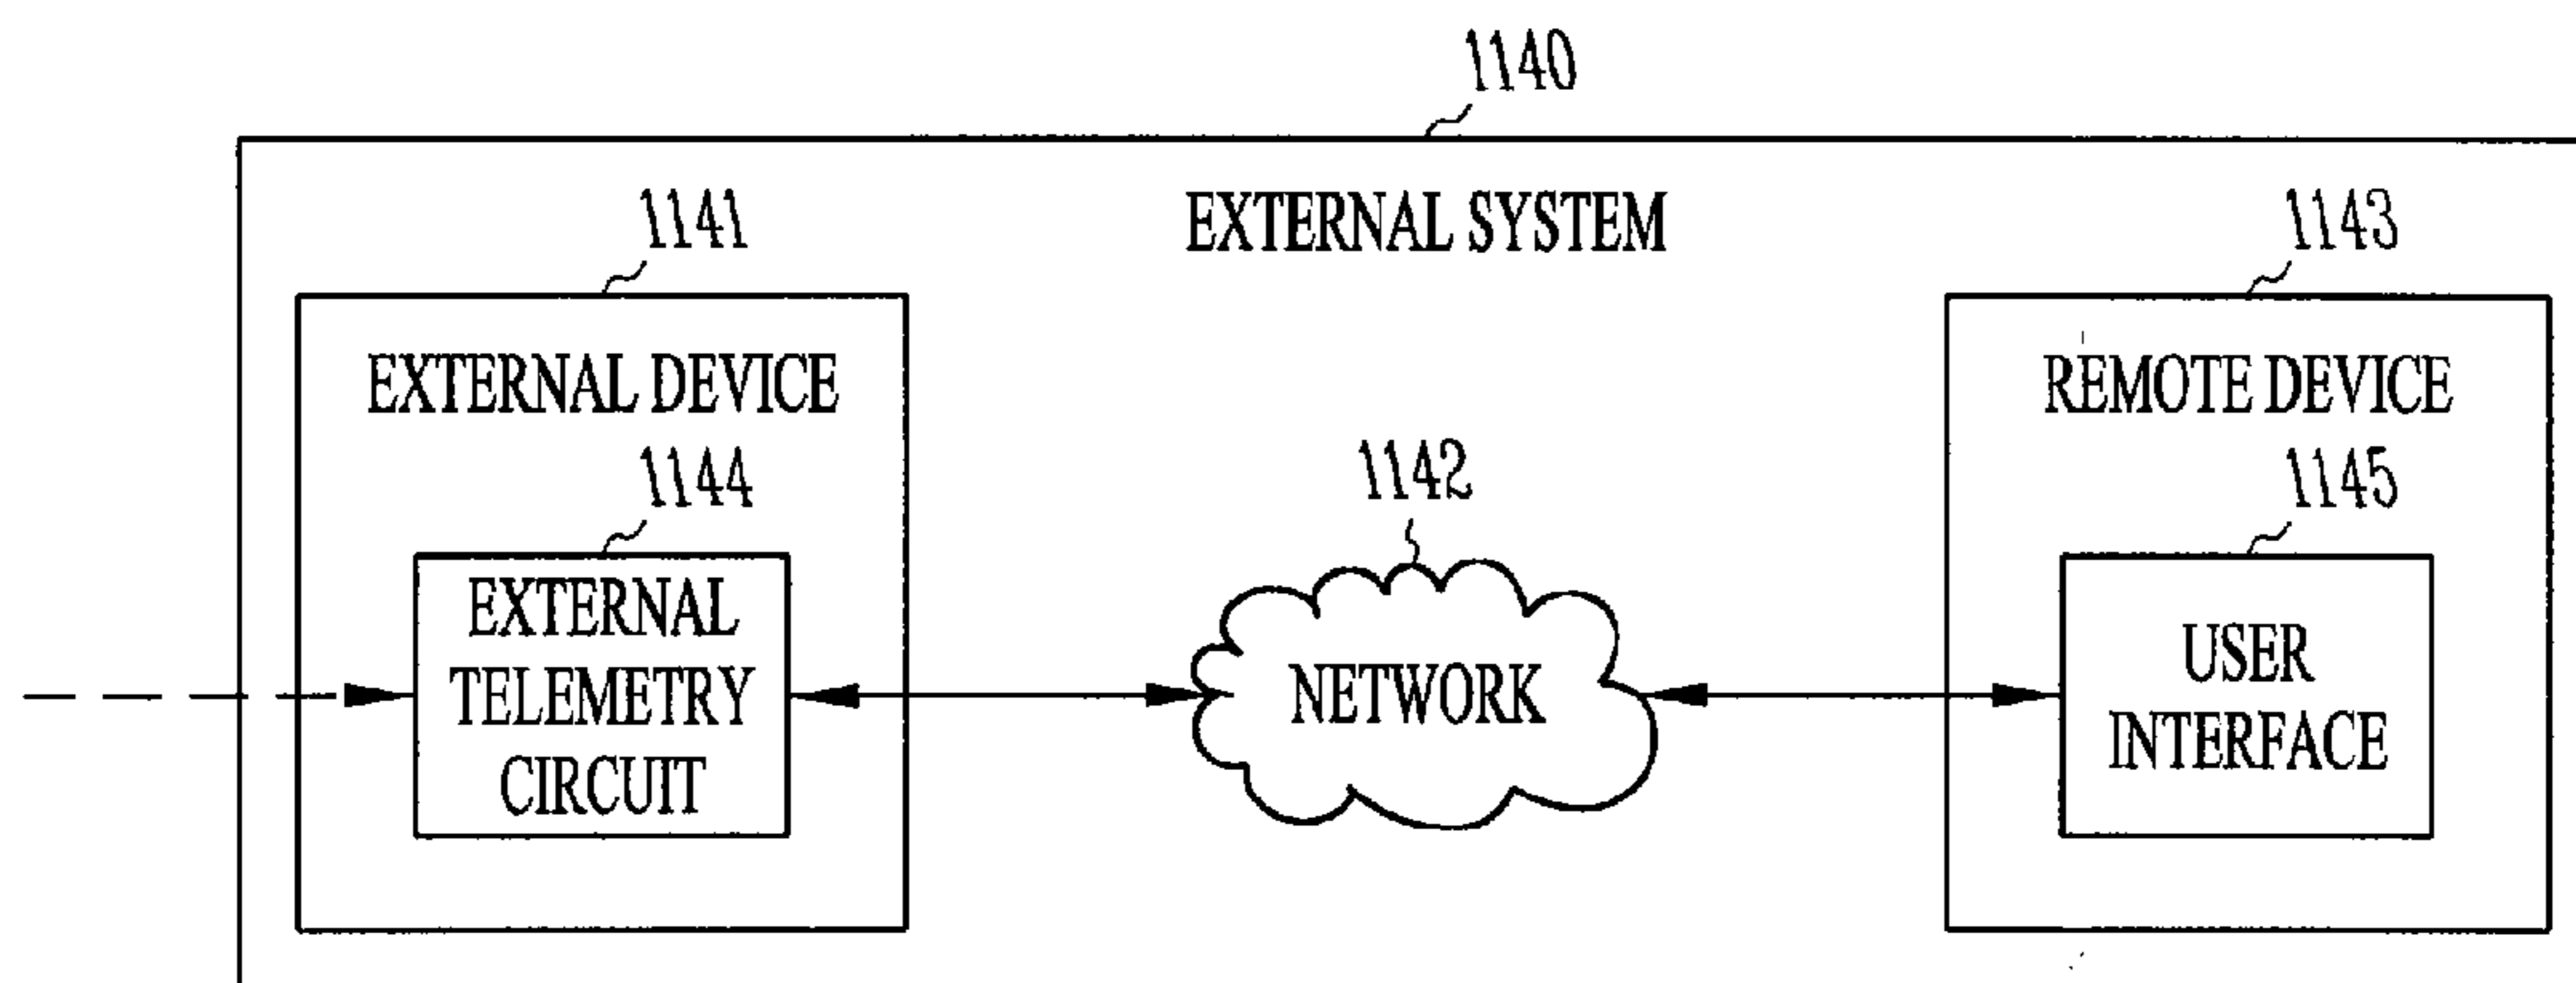 1140
EXTERNAL SYSTEM
1141
EXTERNAL DEVICE
1144
EXTERNAL
TELEMETRY
CIRCUIT
1142
NETWORK
1143
REMOTE DEVICE
1145
USER
INTERFACE